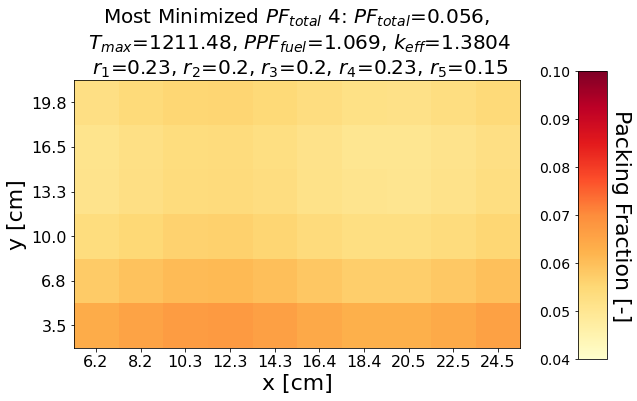 Most Minimized PF_total 4: PF_total=0.056,
T_max=1211.48, PPF_fuel=1.069, k_eff=1.3804
r_1=0.23, r_2=0.2, r_3=0.2, r_4=0.23, r_5=0.15
y [cm]
19.8
16.5
13.3
10.0
6.8
3.5
6.2 8.2 10.3 12.3 14.3 16.4 18.4 20.5 22.5 24.5
x [cm]
0.10
0.09
0.08
0.07
0.06
0.05
0.04
Packing Fraction [-]